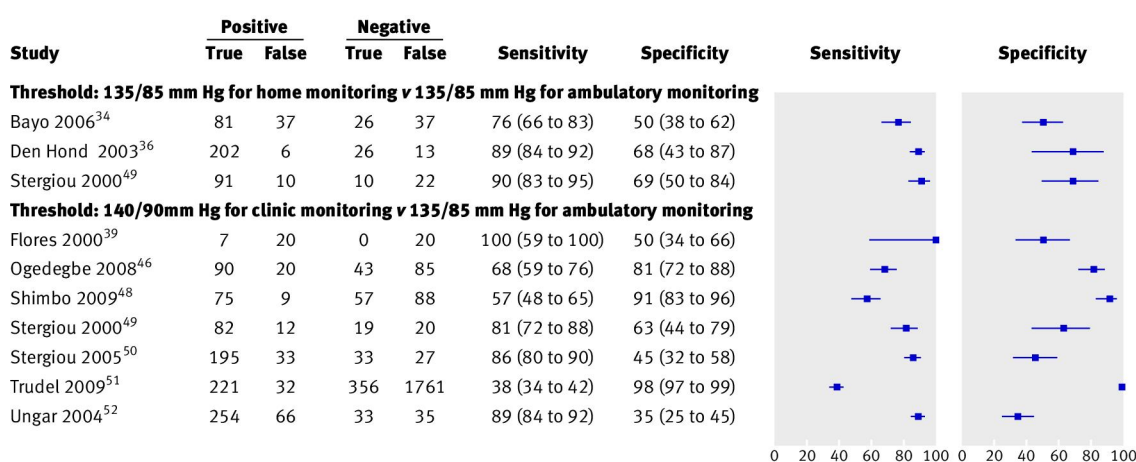 Positive Negative
Study True False True False Sensitivity Specificity Sensitivity Specificity
Threshold: 135/85 mm Hg for home monitoring v 135/85 mm Hg for ambulatory monitoring
Bayo 2006³⁴ 81 37 26 37 76 (66 to 83) 50 (38 to 62)
Den Hond 2003³⁶ 202 6 26 13 89 (84 to 92) 68 (43 to 87)
Stergiou 2000⁴⁹ 91 10 10 22 90 (83 to 95) 69 (50 to 84)
Threshold: 140/90mm Hg for clinic monitoring v 135/85 mm Hg for ambulatory monitoring
Flores 2000³⁹ 7 20 0 20 100 (59 to 100) 50 (34 to 66)
Ogedegbe 2008⁴⁶ 90 20 43 85 68 (59 to 76) 81 (72 to 88)
Shimbo 2009⁴⁸ 75 9 57 88 57 (48 to 65) 91 (83 to 96)
Stergiou 2000⁴⁹ 82 12 19 20 81 (72 to 88) 63 (44 to 79)
Stergiou 2005⁵⁰ 195 33 33 27 86 (80 to 90) 45 (32 to 58)
Trudel 2009⁵¹ 221 32 356 1761 38 (34 to 42) 98 (97 to 99)
Ungar 2004⁵² 254 66 33 35 89 (84 to 92) 35 (25 to 45)
0 20 40 60 80 100 0 20 40 60 80 100